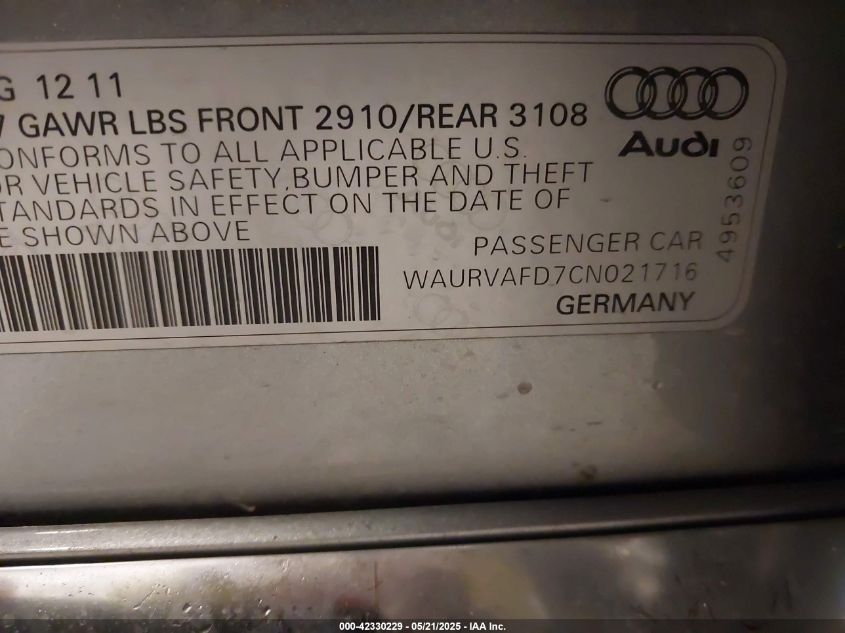 G 12 11
GAWR LBS FRONT 2910/REAR 3108
Audi
ONFORMS TO ALL APPLICABLE U.S.
OR VEHICLE SAFETY,BUMPER AND THEFT
TANDARDS IN EFFECT ON THE DATE OF
E SHOWN ABOVE
4953609
PASSENGER CAR
WAURVAFD7CN021716
GERMANY
000-42330229 - 05/21/2025 - IAA Inc.